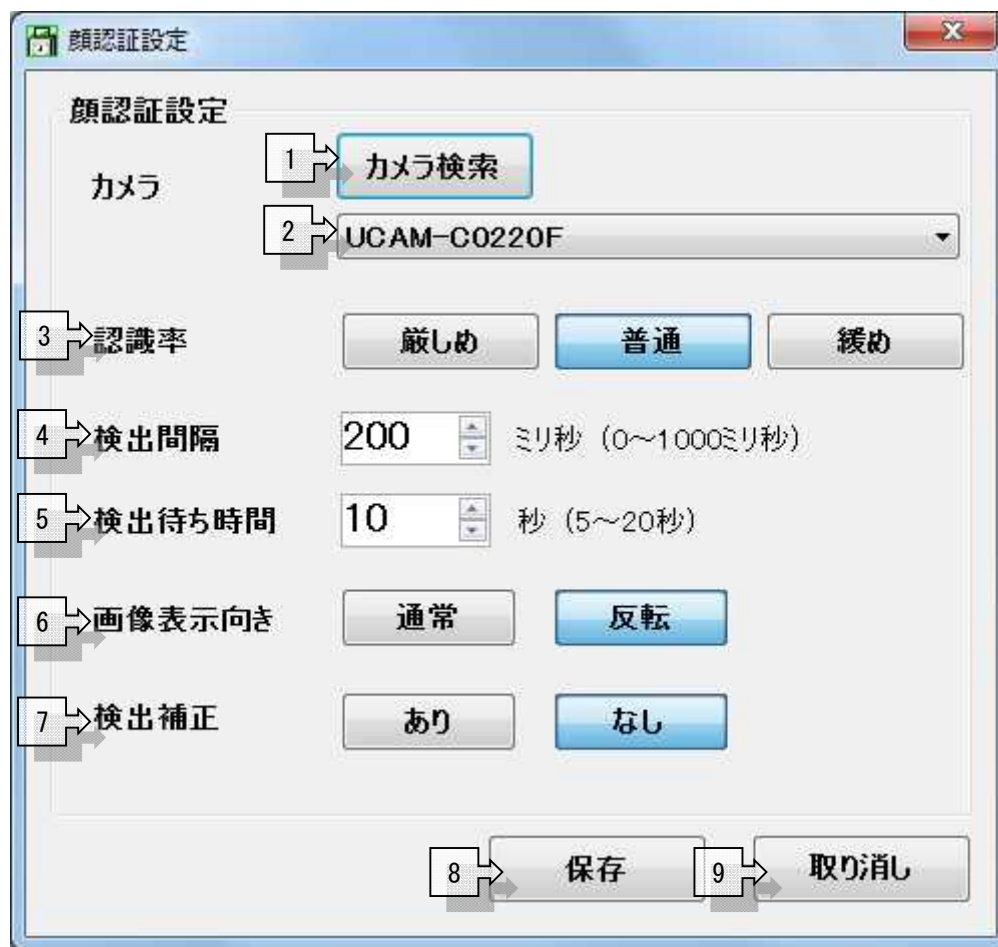 顔認証設定
顔認証設定
1 カメラ検索
カメラ
2 UCAM-C0220F
3 認識率 厳しめ 普通 緩め
4 検出間隔 200 ミリ秒 (0～1000ミリ秒)
5 検出待ち時間 10 秒 (5～20秒)
6 画像表示向き 通常 反転
7 検出補正 あり なし
8 保存 9 取り消し